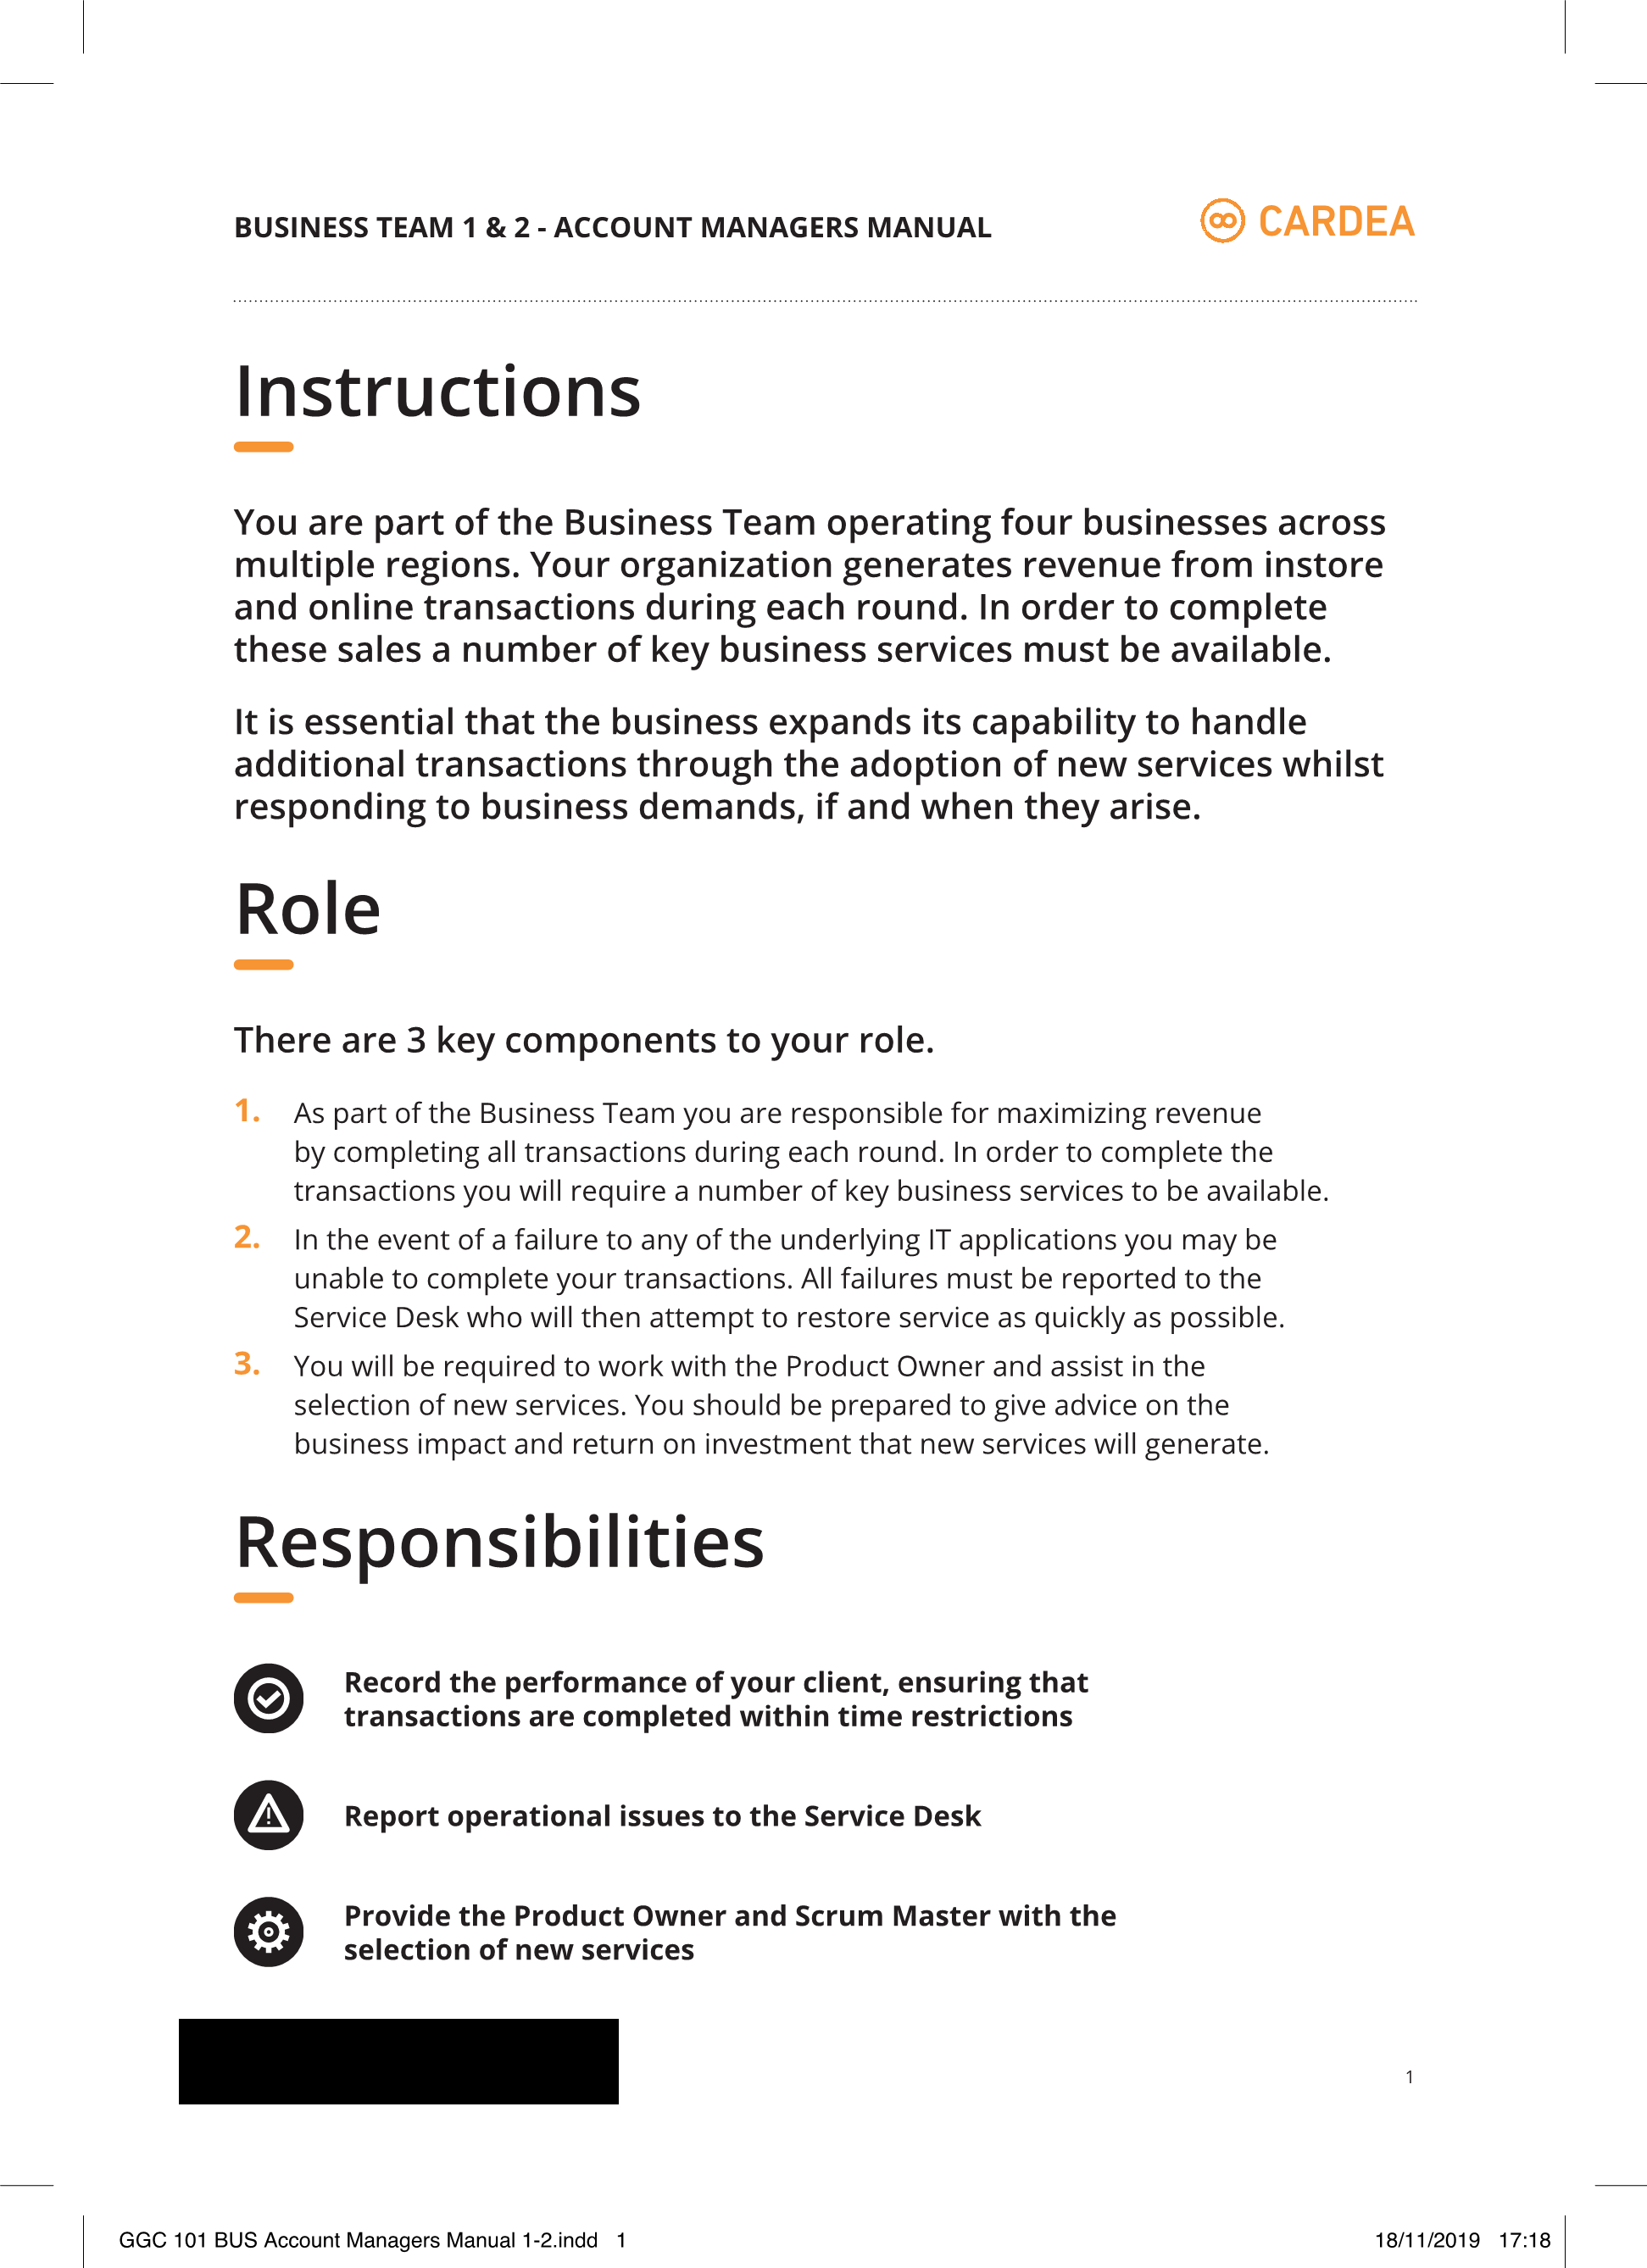 BUSINESS TEAM 1 & 2 - ACCOUNT MANAGERS MANUAL
CARDEA
Instructions
You are part of the Business Team operating four businesses across
multiple regions. Your organization generates revenue from instore
and online transactions during each round. In order to complete
these sales a number of key business services must be available.
It is essential that the business expands its capability to handle
additional transactions through the adoption of new services whilst
responding to business demands, if and when they arise.
Role
There are 3 key components to your role.
1. As part of the Business Team you are responsible for maximizing revenue
by completing all transactions during each round. In order to complete the
transactions you will require a number of key business services to be available.
2. In the event of a failure to any of the underlying IT applications you may be
unable to complete your transactions. All failures must be reported to the
Service Desk who will then attempt to restore service as quickly as possible.
3. You will be required to work with the Product Owner and assist in the
selection of new services. You should be prepared to give advice on the
business impact and return on investment that new services will generate.
Responsibilities
Record the performance of your client, ensuring that
transactions are completed within time restrictions
Report operational issues to the Service Desk
Provide the Product Owner and Scrum Master with the
selection of new services
1
GGC 101 BUS Account Managers Manual 1-2.indd 1
18/11/2019 17:18